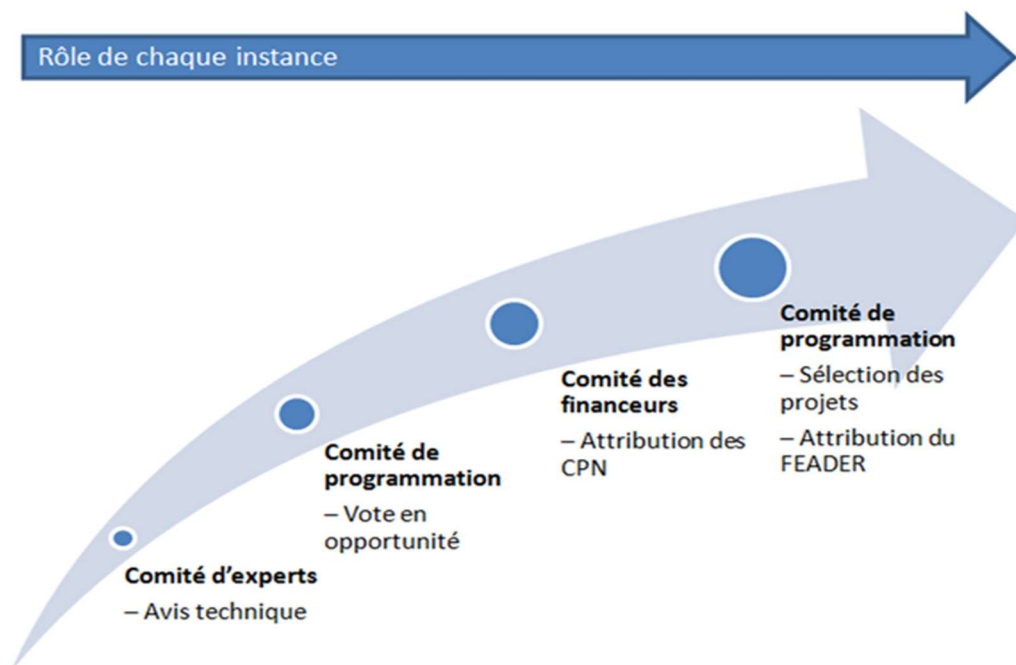 Rôle de chaque instance
Comité d'experts
– Avis technique
Comité de
programmation
– Vote en
opportunité
Comité des
financeurs
– Attribution des
CPN
Comité de
programmation
– Sélection des
projets
– Attribution du
FEADER